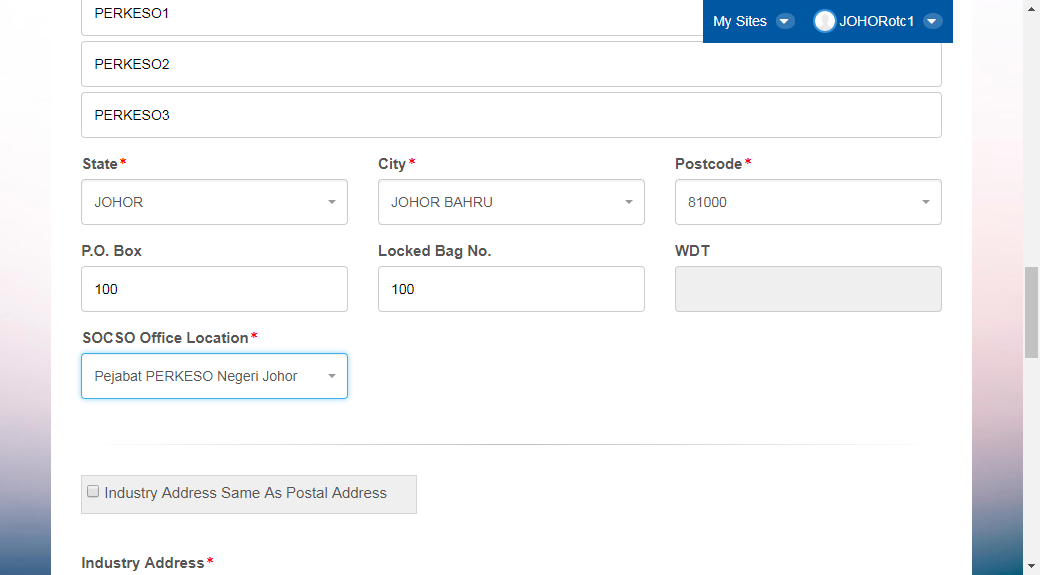 PERKESO1
My Sites JOHORotc1
PERKESO2
PERKESO3
State* City* Postcode*
JOHOR JOHOR BAHRU 81000
P.O. Box Locked Bag No. WDT
100 100
SOCSO Office Location*
Pejabat PERKESO Negeri Johor
Industry Address Same As Postal Address
Industry Address*